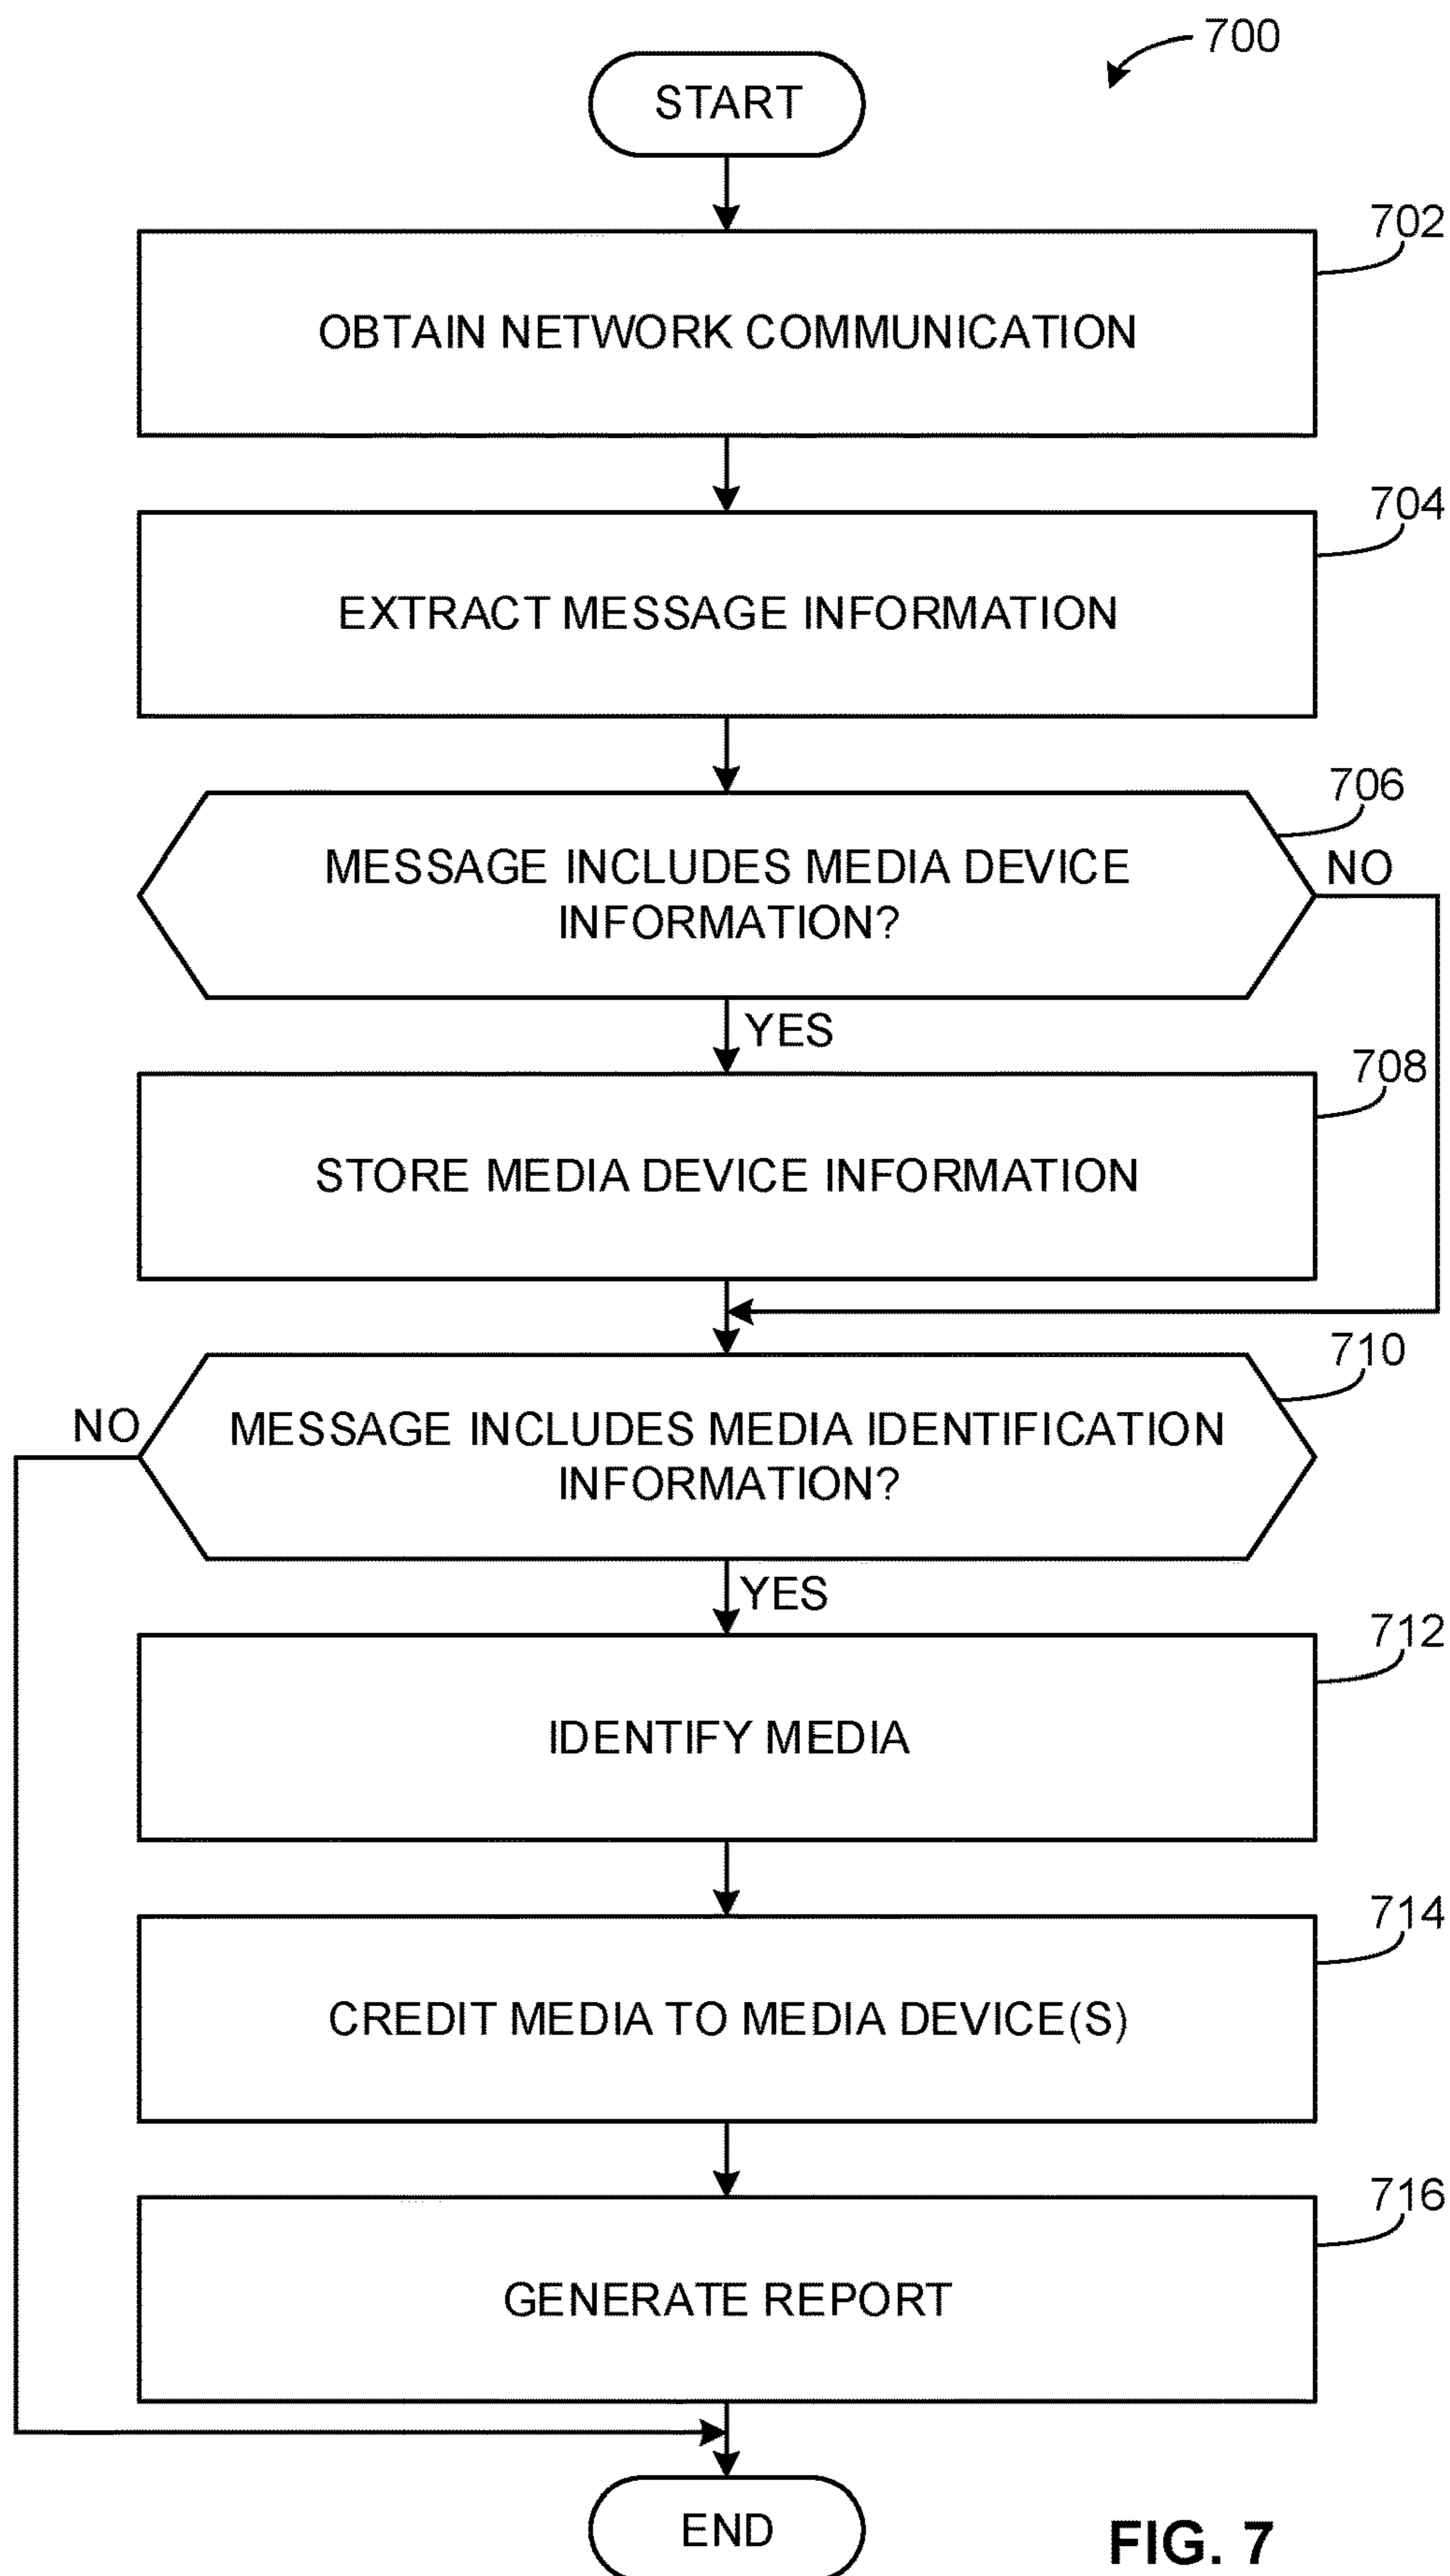 700
START
702
OBTAIN NETWORK COMMUNICATION
704
EXTRACT MESSAGE INFORMATION
706
MESSAGE INCLUDES MEDIA DEVICE
INFORMATION?
NO
YES
708
STORE MEDIA DEVICE INFORMATION
710
NO
MESSAGE INCLUDES MEDIA IDENTIFICATION
INFORMATION?
YES
712
IDENTIFY MEDIA
714
CREDIT MEDIA TO MEDIA DEVICE(S)
716
GENERATE REPORT
END
FIG. 7